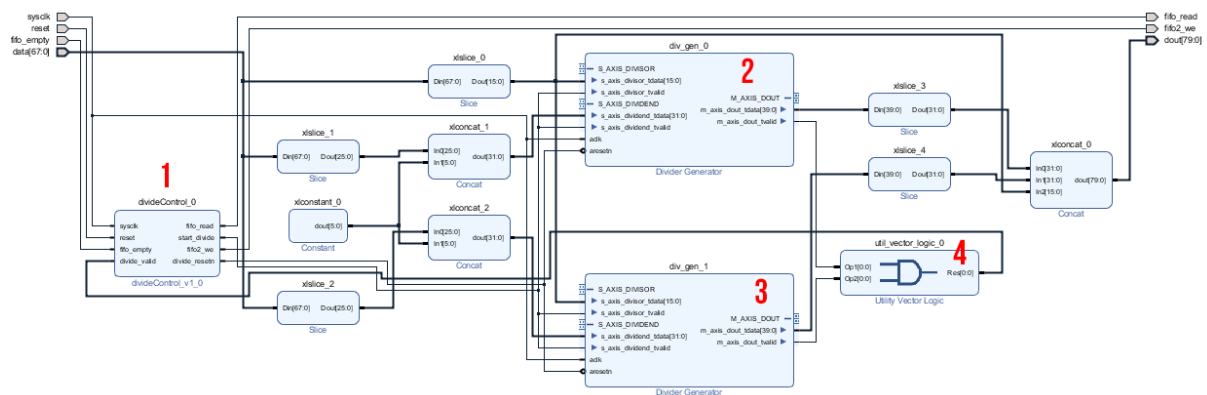 sysclk
reset
fifo_empty
data[67:0]
fifo_read
fifo2_we
dout[79:0]
1
divideControl_0
sysclk
reset
fifo_empty
divide_valid
fifo_read
start_divide
fifo2_we
divide_resetn
divideControl_v1_0
xlslice_0
Din[67:0] Dout[15:0]
Slice
xlslice_1
Din[67:0] Dout[25:0]
Slice
xlconstant_0
dout[5:0]
Constant
xlslice_2
Din[67:0] Dout[25:0]
Slice
xlconcat_1
In0[25:0]
In1[5:0]
dout[31:0]
Concat
xlconcat_2
In0[25:0]
In1[5:0]
dout[31:0]
Concat
div_gen_0
2
S_AXIS_DIVISOR
s_axis_divisor_tdata[15:0]
s_axis_divisor_tvalid
S_AXIS_DIVIDEND
s_axis_dividend_tdata[31:0]
s_axis_dividend_tvalid
aclk
aresetn
M_AXIS_DOUT
m_axis_dout_tdata[39:0]
m_axis_dout_tvalid
Divider Generator
div_gen_1
3
S_AXIS_DIVISOR
s_axis_divisor_tdata[15:0]
s_axis_divisor_tvalid
S_AXIS_DIVIDEND
s_axis_dividend_tdata[31:0]
s_axis_dividend_tvalid
aclk
aresetn
M_AXIS_DOUT
m_axis_dout_tdata[39:0]
m_axis_dout_tvalid
Divider Generator
xlslice_3
Din[39:0] Dout[31:0]
Slice
xlslice_4
Din[39:0] Dout[31:0]
Slice
util_vector_logic_0
4
Op1[0:0]
Op2[0:0]
Res[0:0]
Utility Vector Logic
xlconcat_0
In0[31:0]
In1[31:0]
In2[15:0]
dout[79:0]
Concat